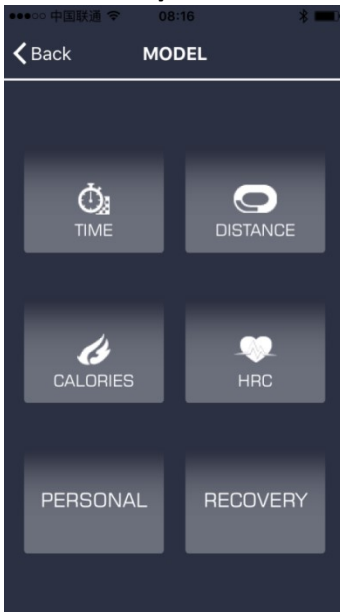 中国联通 08:16
Back MODEL
TIME DISTANCE
CALORIES HRC
PERSONAL RECOVERY